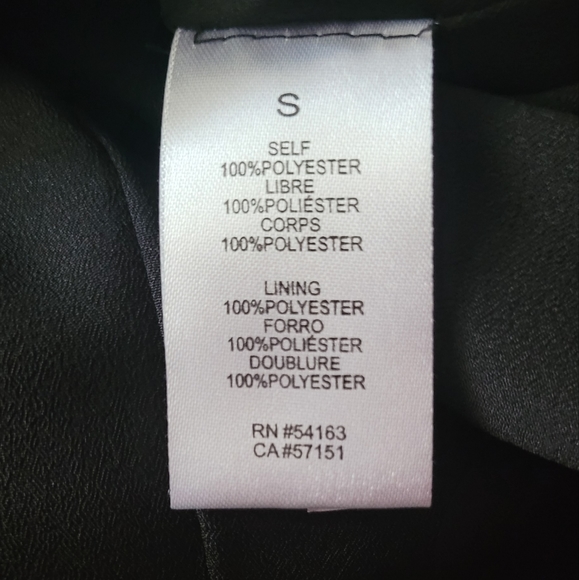 S
SELF
100%POLYESTER
LIBRE
100%POLIÉSTER
CORPS
100%POLYESTER
LINING
100%POLYESTER
FORRO
100%POLIÉSTER
DOUBLURE
100%POLYESTER
RN #54163
CA #57151